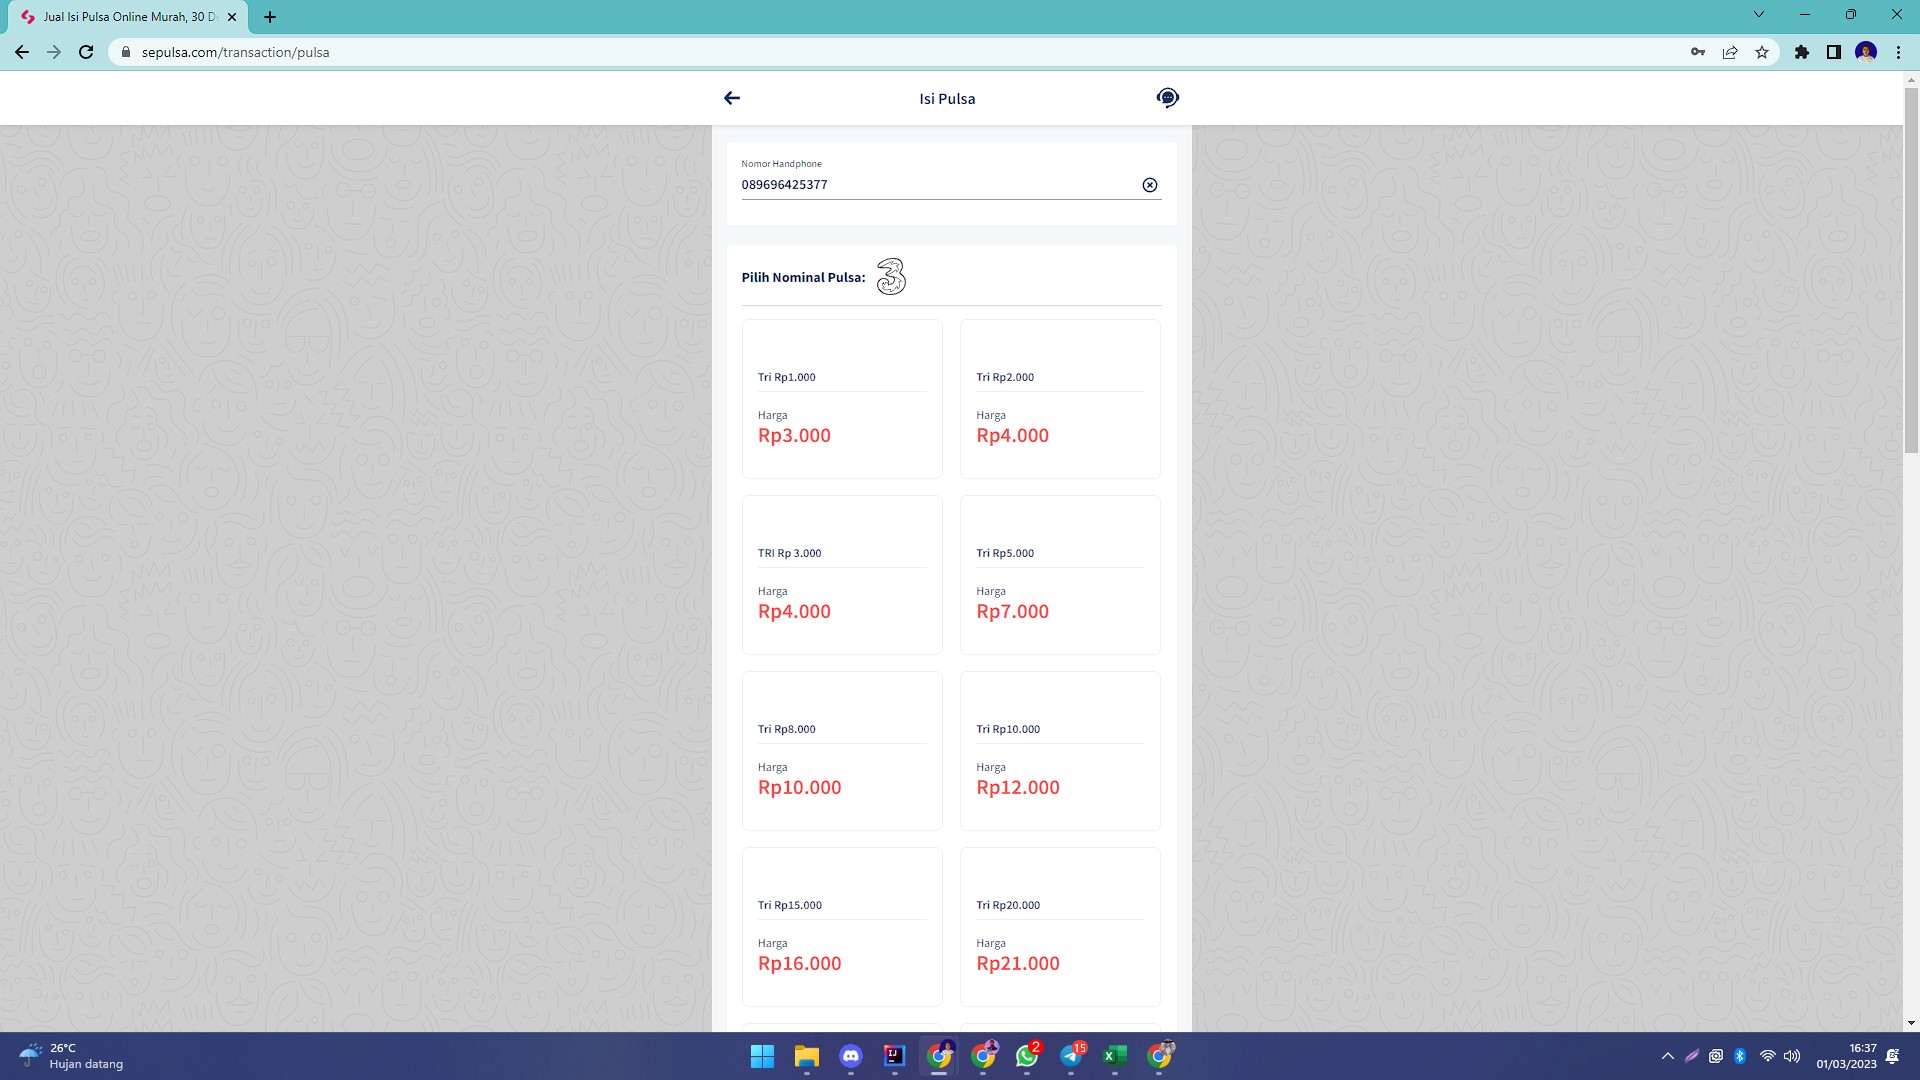 Jual Isi Pulsa Online Murah, 30 D
sepulsa.com/transaction/pulsa
Isi Pulsa
Nomor Handphone
089696425377
Pilih Nominal Pulsa: 3
Tri Rp1.000
Harga
Rp3.000
Tri Rp2.000
Harga
Rp4.000
TRI Rp 3.000
Harga
Rp4.000
Tri Rp5.000
Harga
Rp7.000
Tri Rp8.000
Harga
Rp10.000
Tri Rp10.000
Harga
Rp12.000
Tri Rp15.000
Harga
Rp16.000
Tri Rp20.000
Harga
Rp21.000
26°C
Hujan datang
IJ
2
15
16:37
01/03/2023